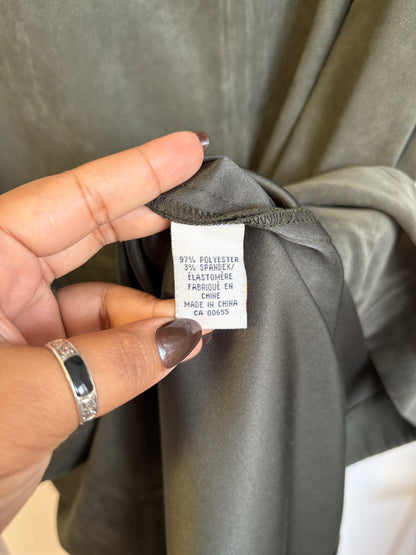 97% POLYESTER
3% SPANDEX/
ÉLASTOMÈRE
FABRIQUÉ EN
CHINE
MADE IN CHINA
CA 00655